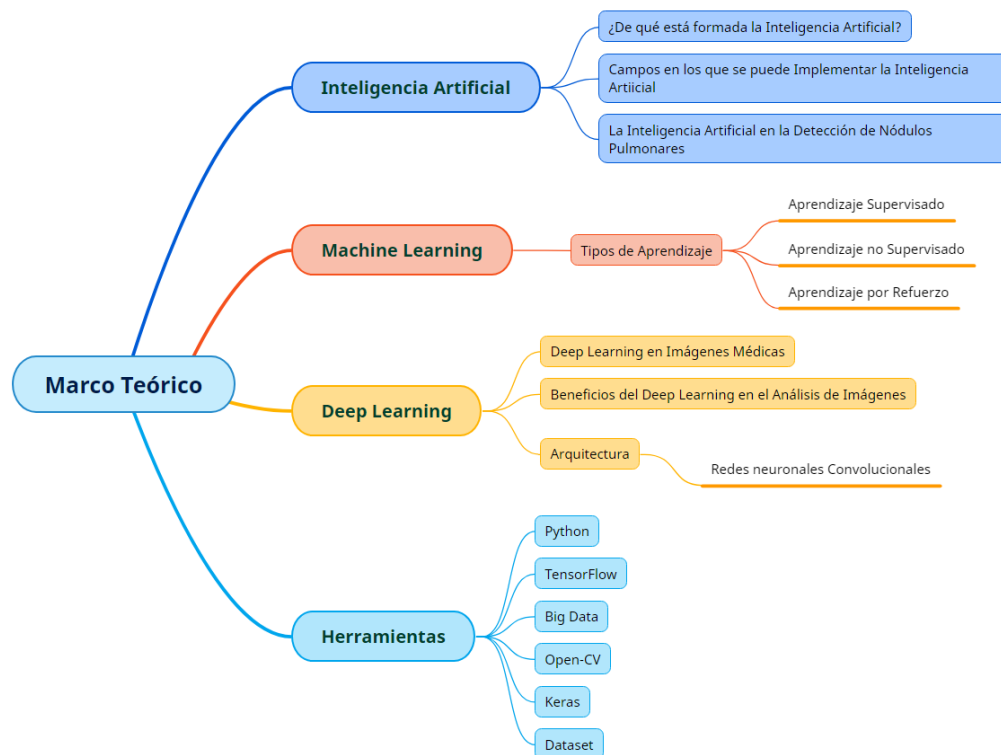 Marco Teórico
Inteligencia Artificial
¿De qué está formada la Inteligencia Artificial?
Campos en los que se puede Implementar la Inteligencia
Artiicial
La Inteligencia Artificial en la Detección de Nódulos
Pulmonares
Machine Learning
Tipos de Aprendizaje
Aprendizaje Supervisado
Aprendizaje no Supervisado
Aprendizaje por Refuerzo
Deep Learning
Deep Learning en Imágenes Médicas
Beneficios del Deep Learning en el Análisis de Imágenes
Arquitectura
Redes neuronales Convolucionales
Herramientas
Python
TensorFlow
Big Data
Open-CV
Keras
Dataset